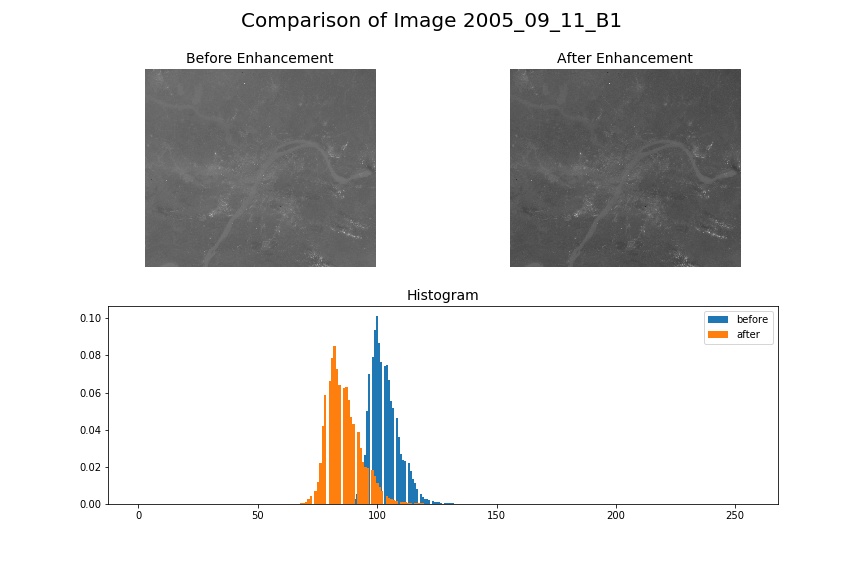 Comparison of Image 2005_09_11_B1
Before Enhancement
After Enhancement
Histogram
before
after
0.10
0.08
0.06
0.04
0.02
0.00
0
50
100
150
200
250